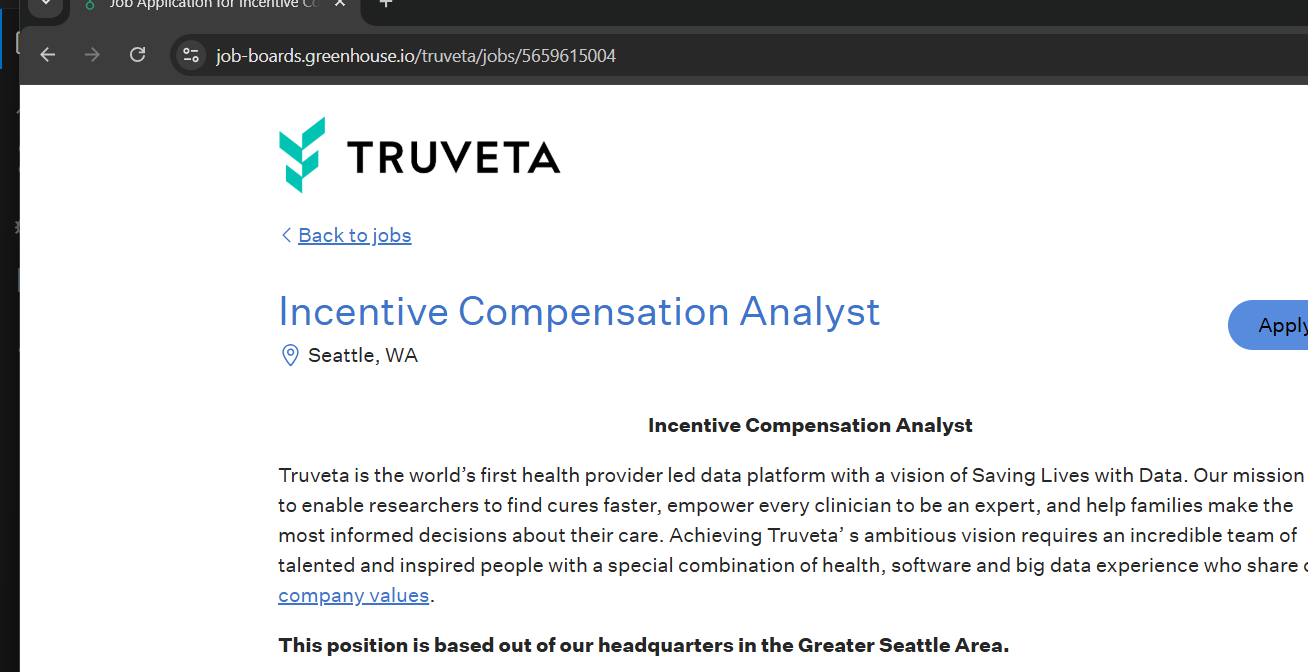 Job Application for Incentive Co
job-boards.greenhouse.io/truveta/jobs/5659615004
TRUVETA
Back to jobs
Incentive Compensation Analyst
Apply
Seattle, WA
Incentive Compensation Analyst
Truveta is the world’s first health provider led data platform with a vision of Saving Lives with Data. Our mission
to enable researchers to find cures faster, empower every clinician to be an expert, and help families make the
most informed decisions about their care. Achieving Truveta’ s ambitious vision requires an incredible team of
talented and inspired people with a special combination of health, software and big data experience who share
company values.
This position is based out of our headquarters in the Greater Seattle Area.